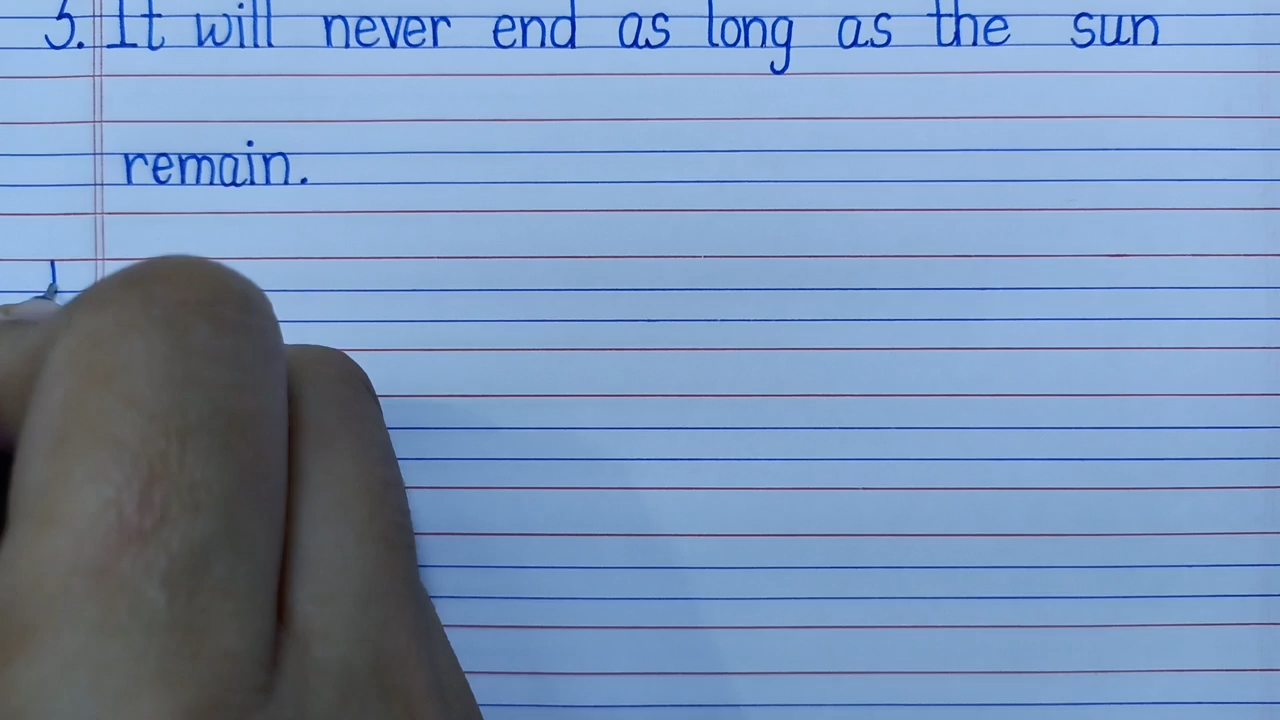 5. It will never end as long as the sun
remain.